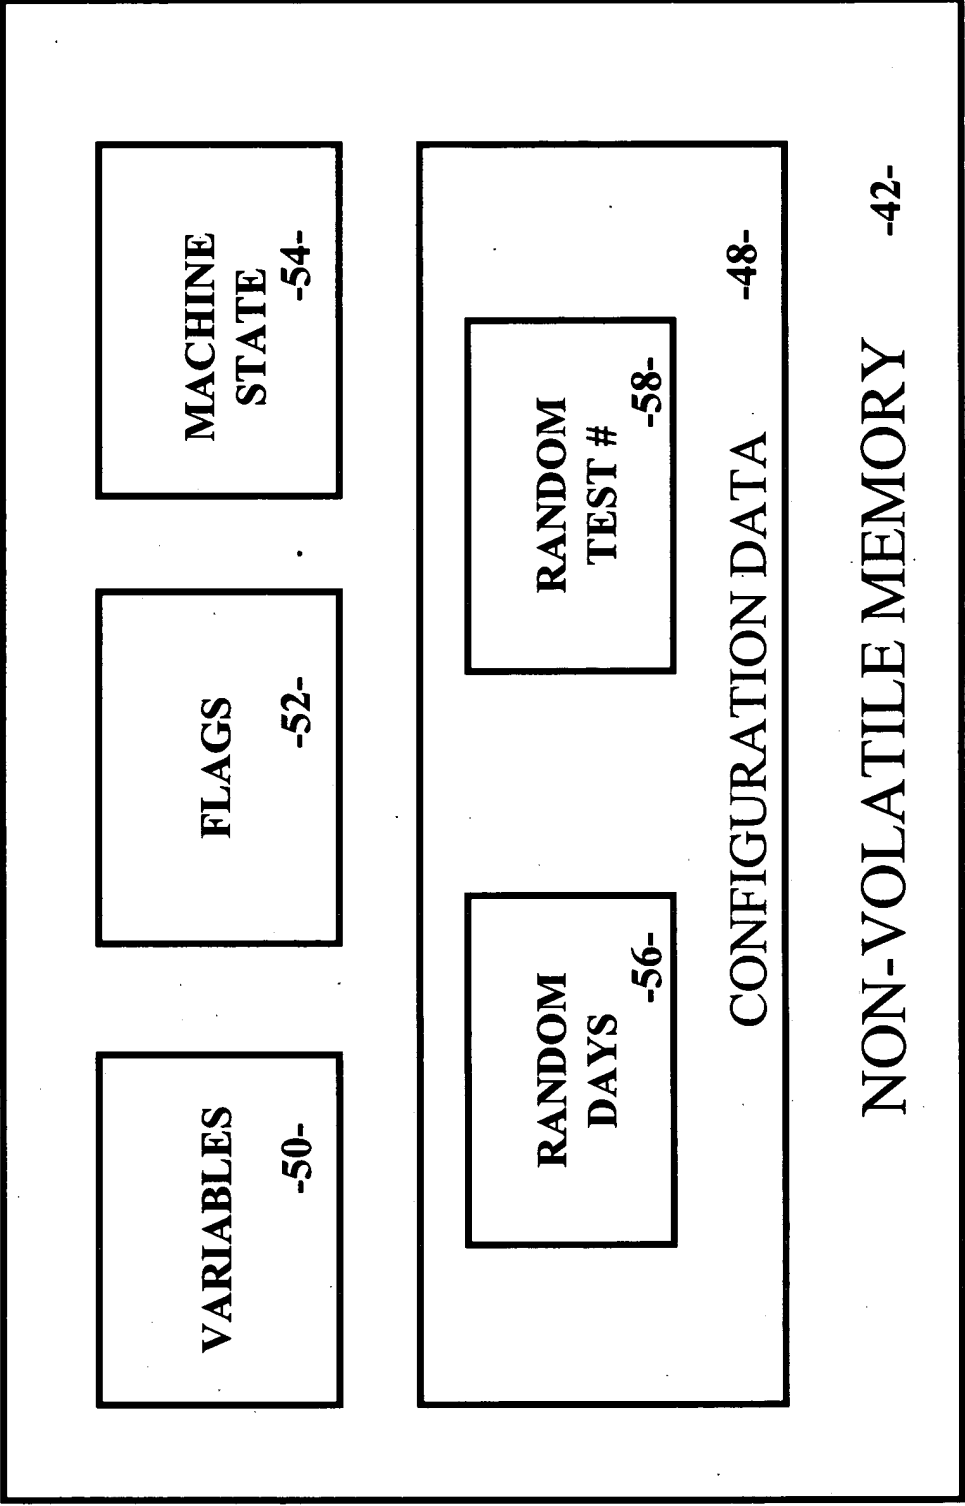 VARIABLES
-50-
FLAGS
-52-
MACHINE
STATE
-54-
RANDOM
DAYS
-56-
RANDOM
TEST #
-58-
CONFIGURATION DATA
-48-
NON-VOLATILE MEMORY
-42-